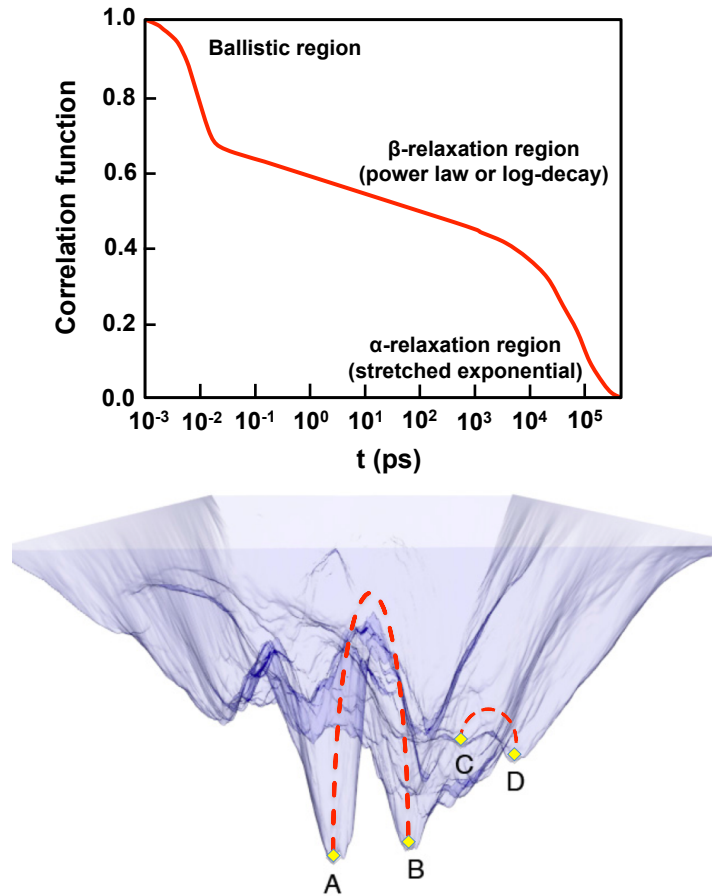 1.0
Ballistic region
0.8
β-relaxation region
(power law or log-decay)
0.6
0.4
α-relaxation region
(stretched exponential)
0.2
0.0
Correlation function
10⁻³ 10⁻² 10⁻¹ 10⁰ 10¹ 10² 10³ 10⁴ 10⁵
t (ps)
C
D
A
B